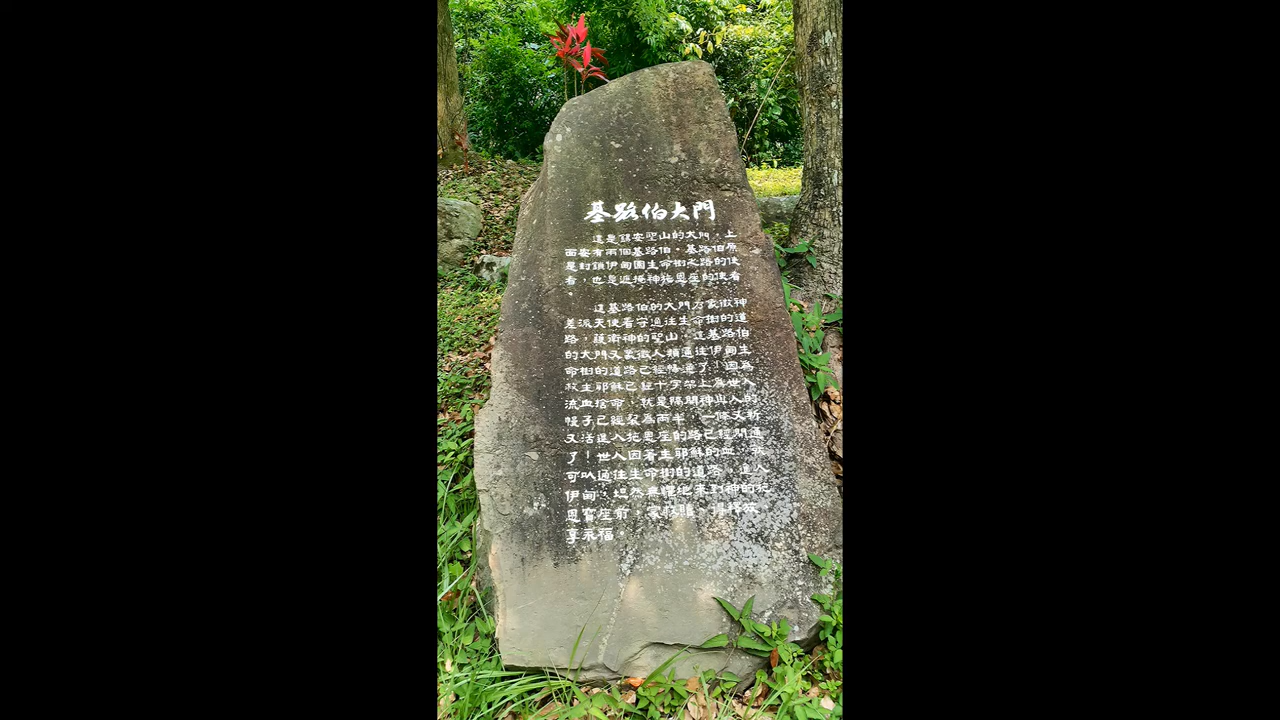 基路伯大門
這是錫安聖山的大門，上
面安有兩個基路伯。基路伯原
是封鎖伊甸園生命樹之路的使
者，也是遮掩神施恩座的使者
。
這基路伯的大門乃象徵神
差派天使看守通往生命樹的道
路，護衛神的聖山。這基路伯
的大門又象徵人類通往伊甸生
命樹的道路已經暢通了！因為
救主耶穌已經十字架上為世人
流血捨命，就是隔開神與人的
幔子已經裂為兩半，一條又新
又活進入施恩座的路已經開通
了！世人因著主耶穌的血，就
可以通往生命樹的道路，進入
伊甸，坦然無懼地來到神的施
恩寶座前，蒙 得釋放
享永福。